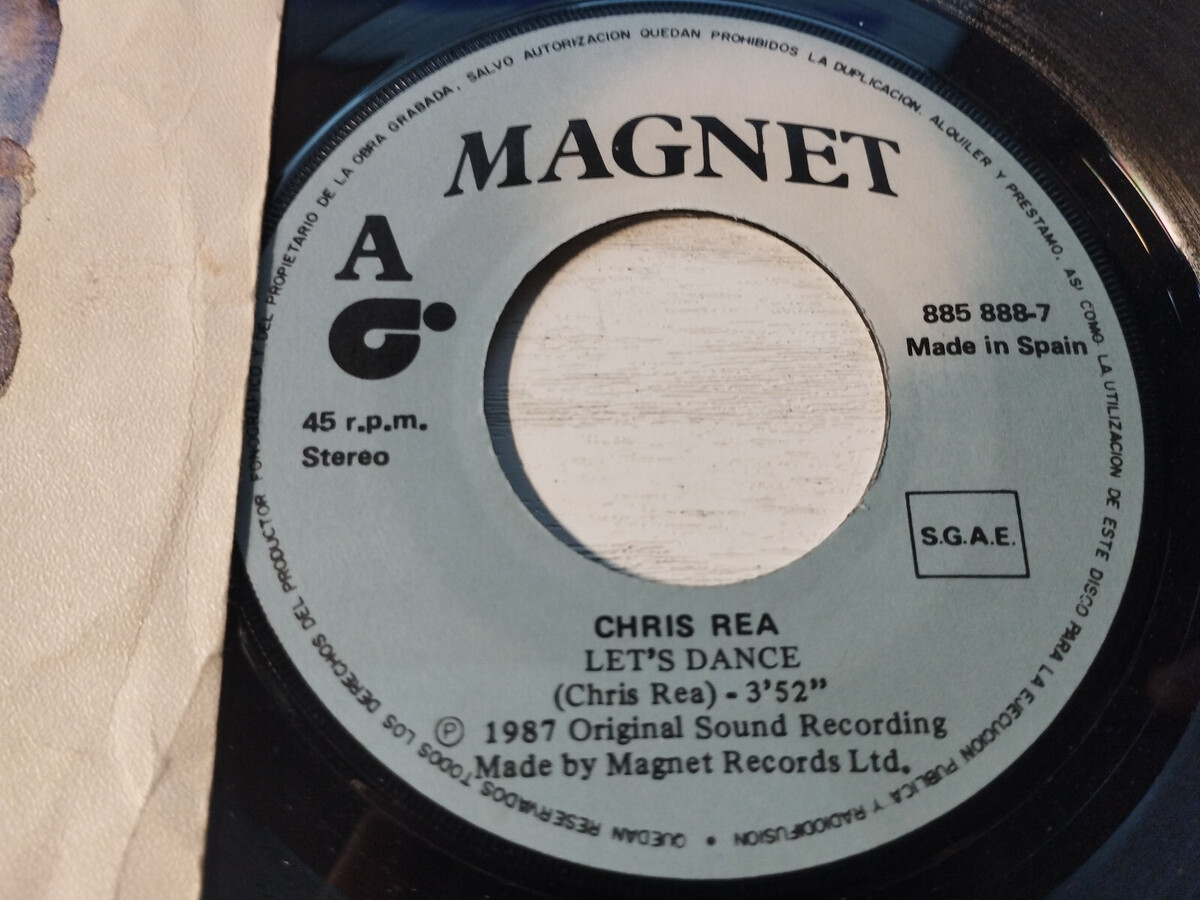 MAGNET
A
45 r.p.m.
Stereo
885 888-7
Made in Spain
S.G.A.E.
CHRIS REA
LET'S DANCE
(Chris Rea) - 3'52"
Ⓟ 1987 Original Sound Recording
Made by Magnet Records Ltd.
QUEDAN RESERVADOS TODOS LOS DERECHOS DEL PRODUCTOR FONOGRAFICO Y DEL PROPIETARIO DE LA OBRA GRABADA. SALVO AUTORIZACION QUEDAN PROHIBIDOS LA DUPLICACION. ALQUILER Y PRESTAMO. ASI COMO LA UTILIZACION DE ESTE DISCO PARA LA EJECUCION PUBLICA Y RADIODIFUSION •